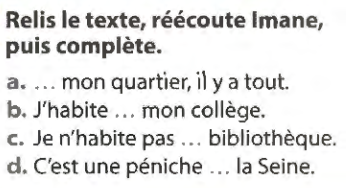 Relis le texte, réécoute Imane,
puis complète.
a. ... mon quartier, il y a tout.
b. J'habite ... mon collège.
c. Je n'habite pas ... bibliothèque.
d. C'est une péniche ... la Seine.